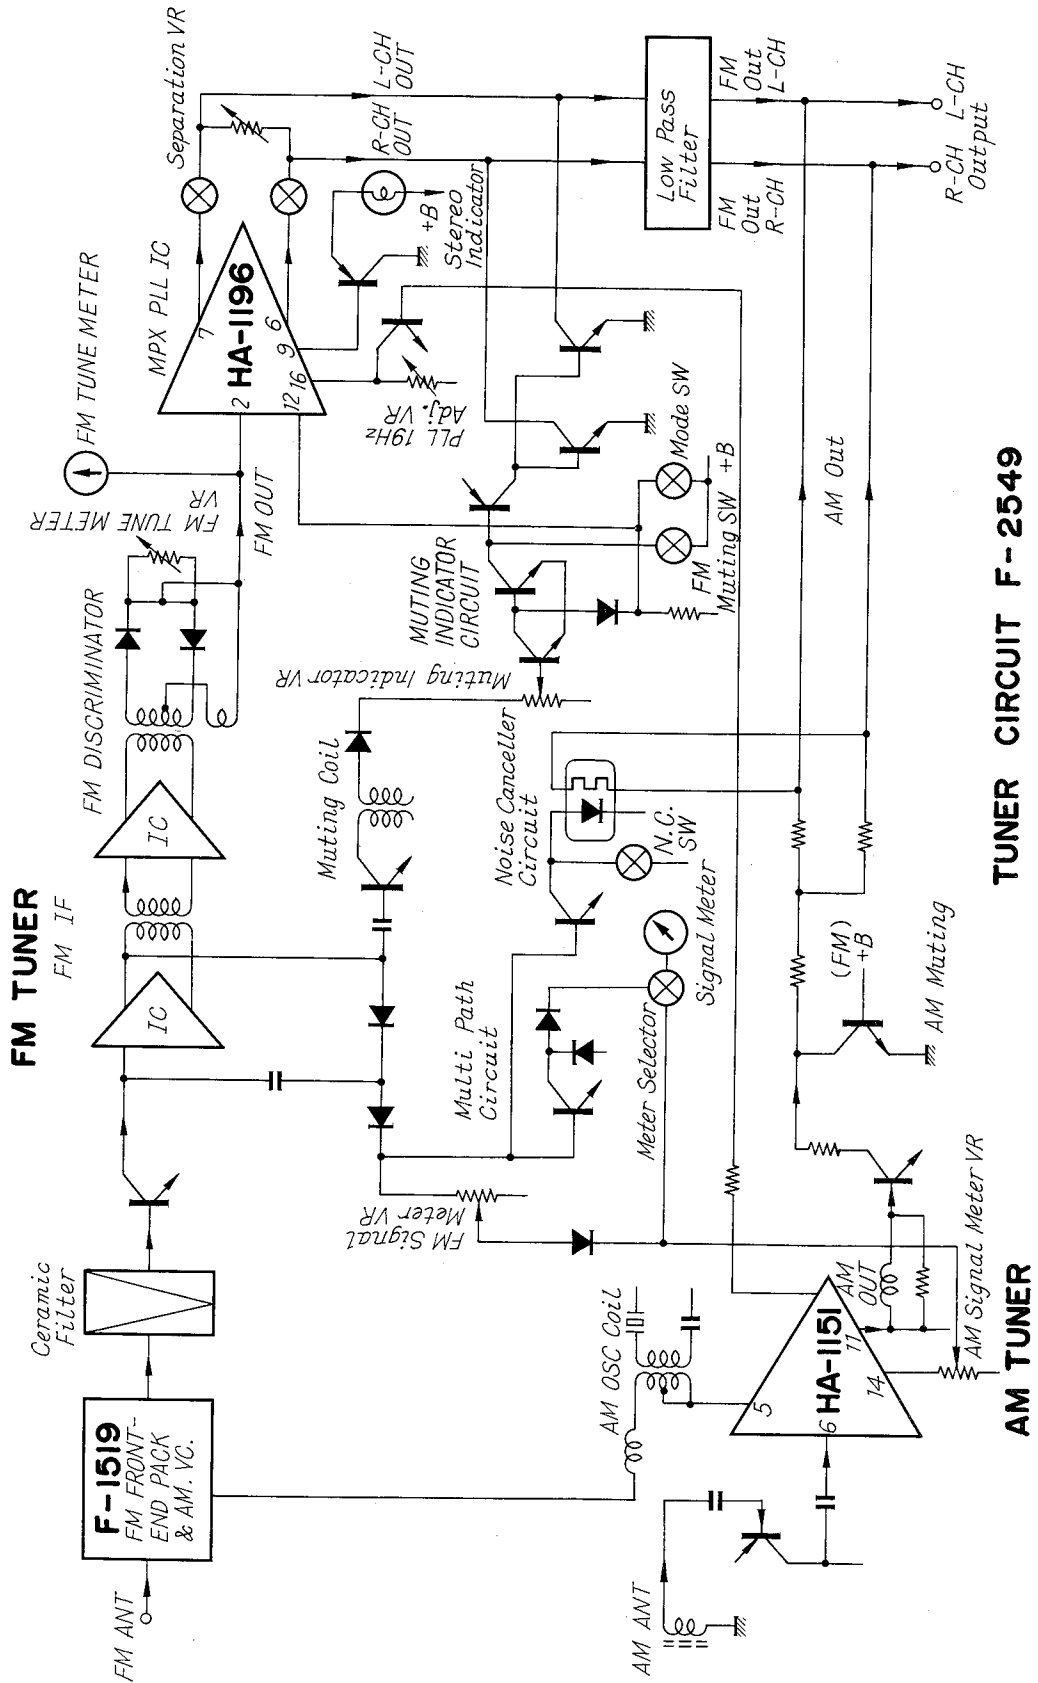 FM TUNER
FM IF
FM ANT
F-1519
FM FRONT-
END PACK
& AM. VC.
Ceramic
Filter
IC
IC
FM DISCRIMINATOR
FM TUNE METER
VR
FM OUT
FM TUNE METER
MPX PLL IC
HA-1196
2
7
6
9
16
12
Separation VR
L-CH
OUT
R-CH
OUT
+B
Stereo
Indicator
PLL 19Hz
Adj. VR
Low Pass
Filter
FM
Out
L-CH
FM
Out
R-CH
L-CH
R-CH
Output
Muting Coil
Muting Indicator VR
MUTING
INDICATOR
CIRCUIT
Mode SW
FM
Muting SW
+B
FM Signal
Meter VR
Multi Path
Circuit
Noise Canceller
Circuit
N.C.
SW
Meter Selector
Signal Meter
AM Out
AM ANT
AM OSC Coil
HA-1151
5
6
11
14
AM
OUT
AM Signal Meter VR
(FM)
+B
AM Muting
AM TUNER
TUNER CIRCUIT F-2549